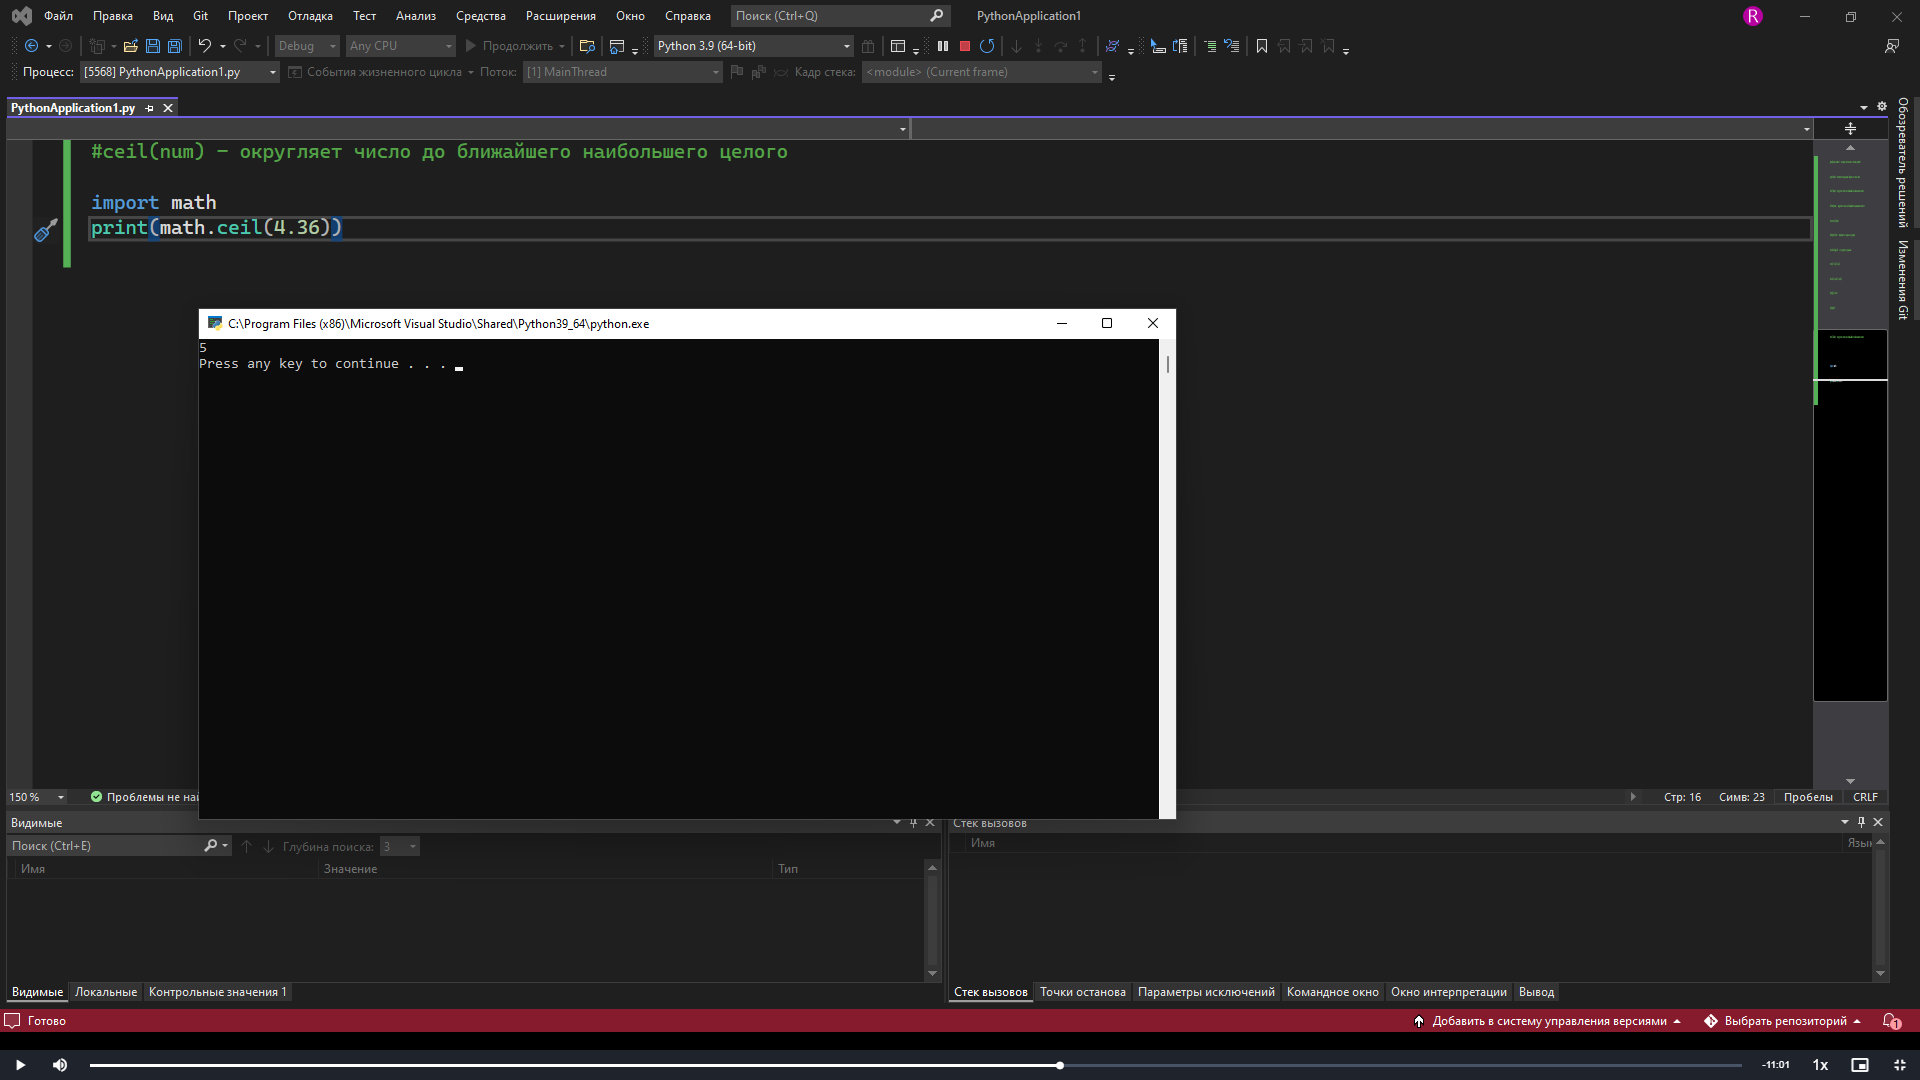 Файл Правка Вид Git Проект Отладка Тест Анализ Средства Расширения Окно Справка Поиск (Ctrl+Q) PythonApplication1 R
Debug Any CPU Продолжить Python 3.9 (64-bit)
Процесс: [5568] PythonApplication1.py События жизненного цикла Поток: [1] MainThread Кадр стека: <module> (Current frame)
PythonApplication1.py
Обозреватель решений
Изменения Git
#ceil(num) – округляет число до ближайшего наибольшего целого
import math
print(math.ceil(4.36))
C:\Program Files (x86)\Microsoft Visual Studio\Shared\Python39_64\python.exe
5
Press any key to continue . . .
150 % Проблемы не най Стр: 16 Симв: 23 Пробелы CRLF
Видимые
Поиск (Ctrl+E) Глубина поиска: 3
Имя Значение Тип
Видимые Локальные Контрольные значения 1
Стек вызовов
Имя Язык
Стек вызовов Точки останова Параметры исключений Командное окно Окно интерпретации Вывод
Готово Добавить в систему управления версиями Выбрать репозиторий 1
-11:01 1x